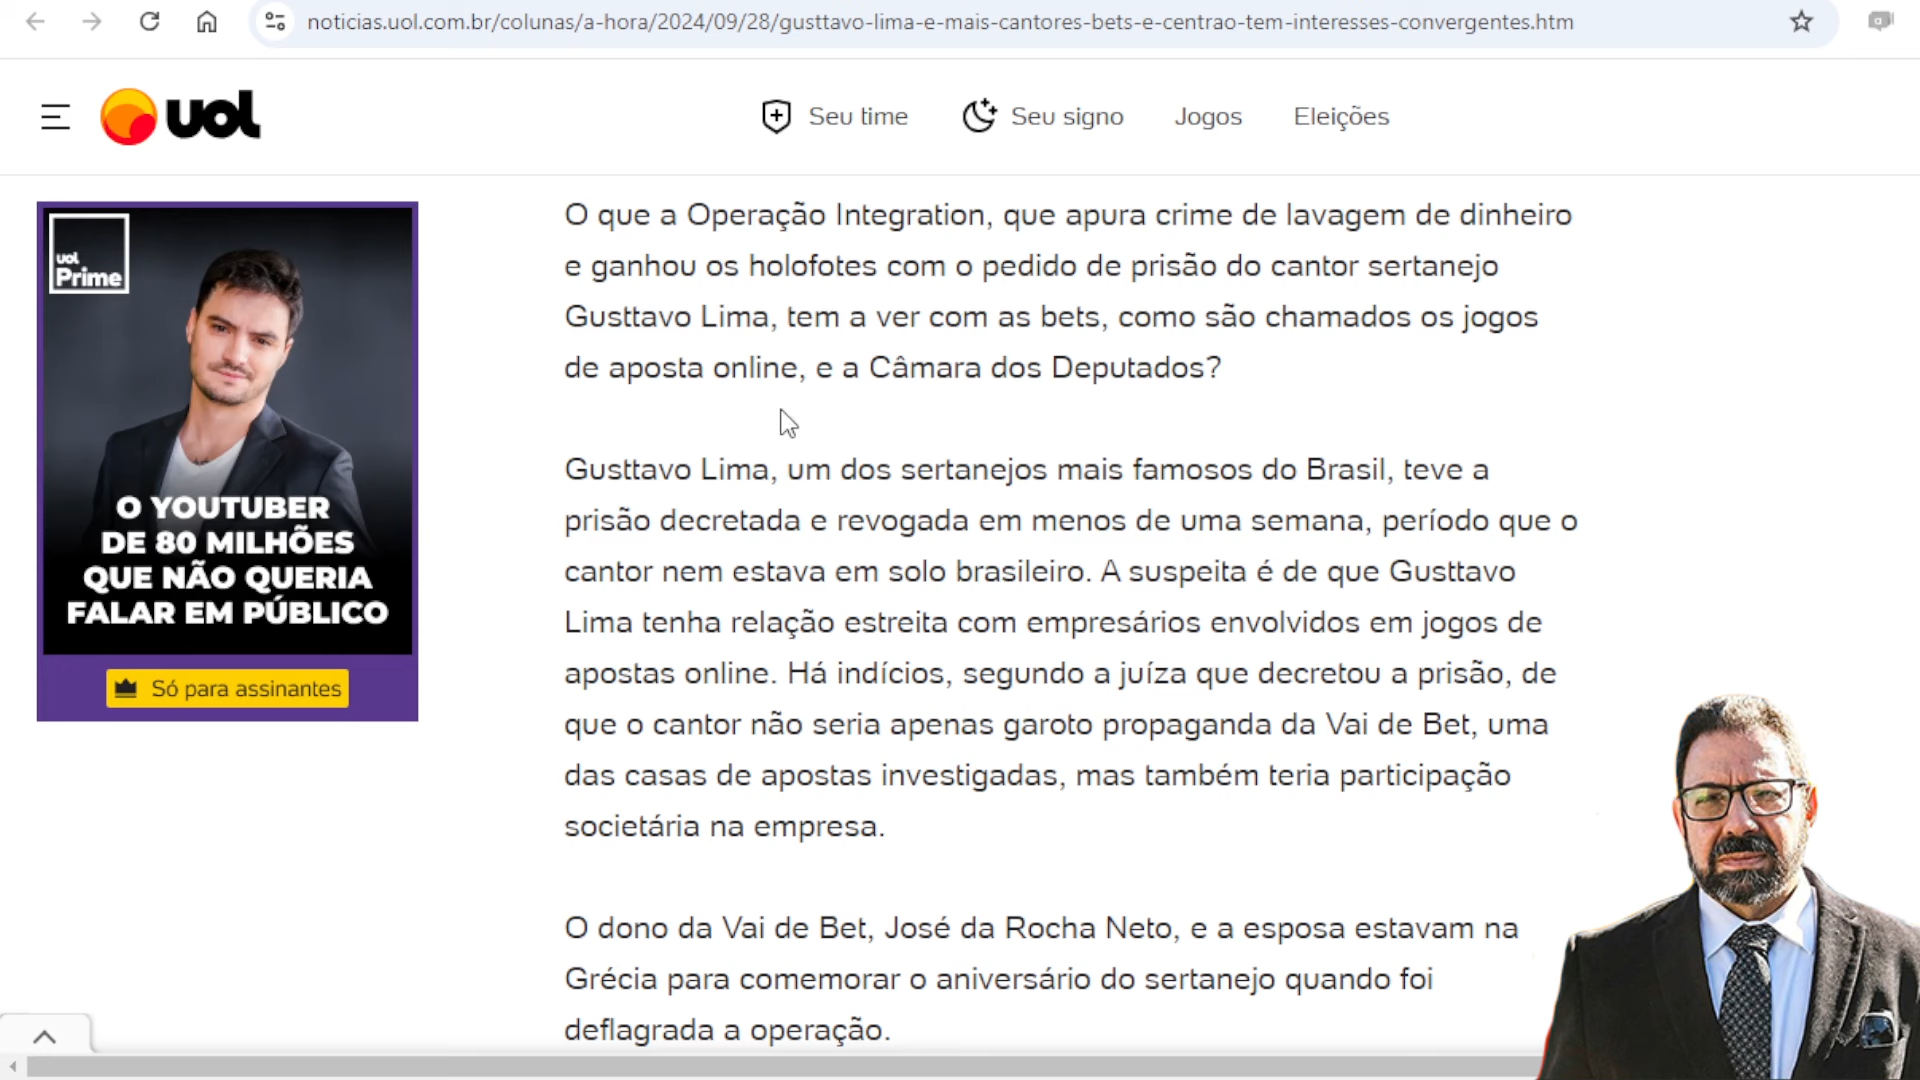 noticias.uol.com.br/colunas/a-hora/2024/09/28/gusttavo-lima-e-mais-cantores-bets-e-centrao-tem-interesses-convergentes.htm
uol
Seu time
Seu signo
Jogos
Eleições
uol
Prime
O YOUTUBER
DE 80 MILHÕES
QUE NÃO QUERIA
FALAR EM PÚBLICO
Só para assinantes
O que a Operação Integration, que apura crime de lavagem de dinheiro
e ganhou os holofotes com o pedido de prisão do cantor sertanejo
Gusttavo Lima, tem a ver com as bets, como são chamados os jogos
de aposta online, e a Câmara dos Deputados?
Gusttavo Lima, um dos sertanejos mais famosos do Brasil, teve a
prisão decretada e revogada em menos de uma semana, período que o
cantor nem estava em solo brasileiro. A suspeita é de que Gusttavo
Lima tenha relação estreita com empresários envolvidos em jogos de
apostas online. Há indícios, segundo a juíza que decretou a prisão, de
que o cantor não seria apenas garoto propaganda da Vai de Bet, uma
das casas de apostas investigadas, mas também teria participação
societária na empresa.
O dono da Vai de Bet, José da Rocha Neto, e a esposa estavam na
Grécia para comemorar o aniversário do sertanejo quando foi
deflagrada a operação.